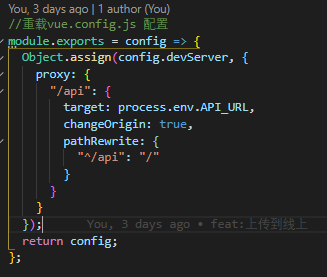 You, 3 days ago | 1 author (You)
//重载vue.config.js 配置
module.exports = config => {
  Object.assign(config.devServer, {
    proxy: {
      "/api": {
        target: process.env.API_URL,
        changeOrigin: true,
        pathRewrite: {
          "^/api": "/"
        }
      }
    }
  });     You, 3 days ago • feat:上传到线上
  return config;
};